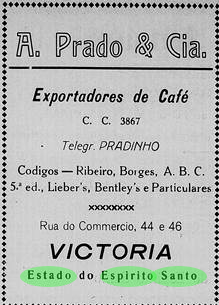 A. Prado & Cia.
Exportadores de Café
C. C. 3867
Telegr. PRADINHO
Codigos — Ribeiro, Borges, A. B. C.
5.ª ed., Lieber's, Bentley's e Particulares
xxxxxxxx
Rua do Commercio, 44 e 46
VICTORIA
Estado do Espirito Santo